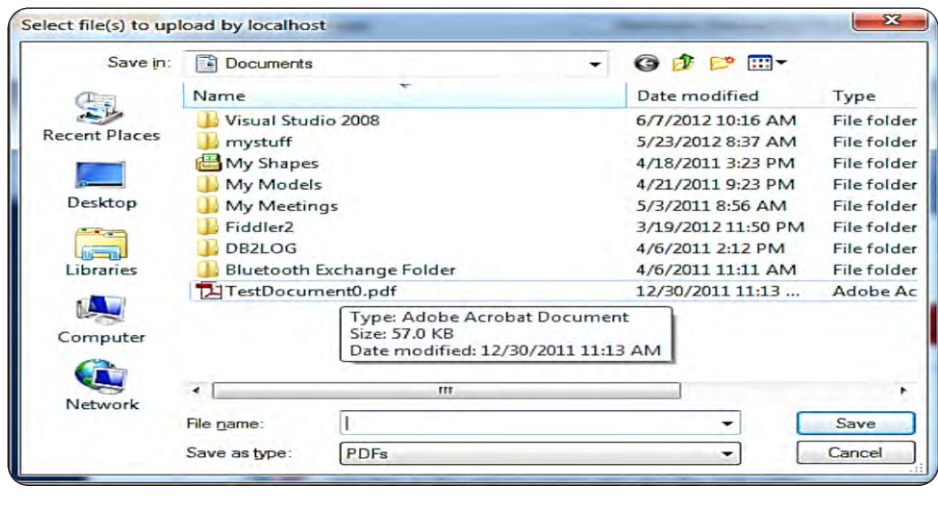 Select file(s) to upload by localhost
Save in: Documents
Name Date modified Type
Recent Places
Desktop
Libraries
Computer
Network
Visual Studio 2008 6/7/2012 10:16 AM File folder
mystuff 5/23/2012 8:37 AM File folder
My Shapes 4/18/2011 3:23 PM File folder
My Models 4/21/2011 9:23 PM File folder
My Meetings 5/3/2011 8:56 AM File folder
Fiddler2 3/19/2012 11:50 PM File folder
DB2LOG 4/6/2011 2:12 PM File folder
Bluetooth Exchange Folder 4/6/2011 11:11 AM File folder
TestDocument0.pdf 12/30/2011 11:13 ... Adobe Ac
Type: Adobe Acrobat Document
Size: 57.0 KB
Date modified: 12/30/2011 11:13 AM
File name: Save
Save as type: PDFs Cancel